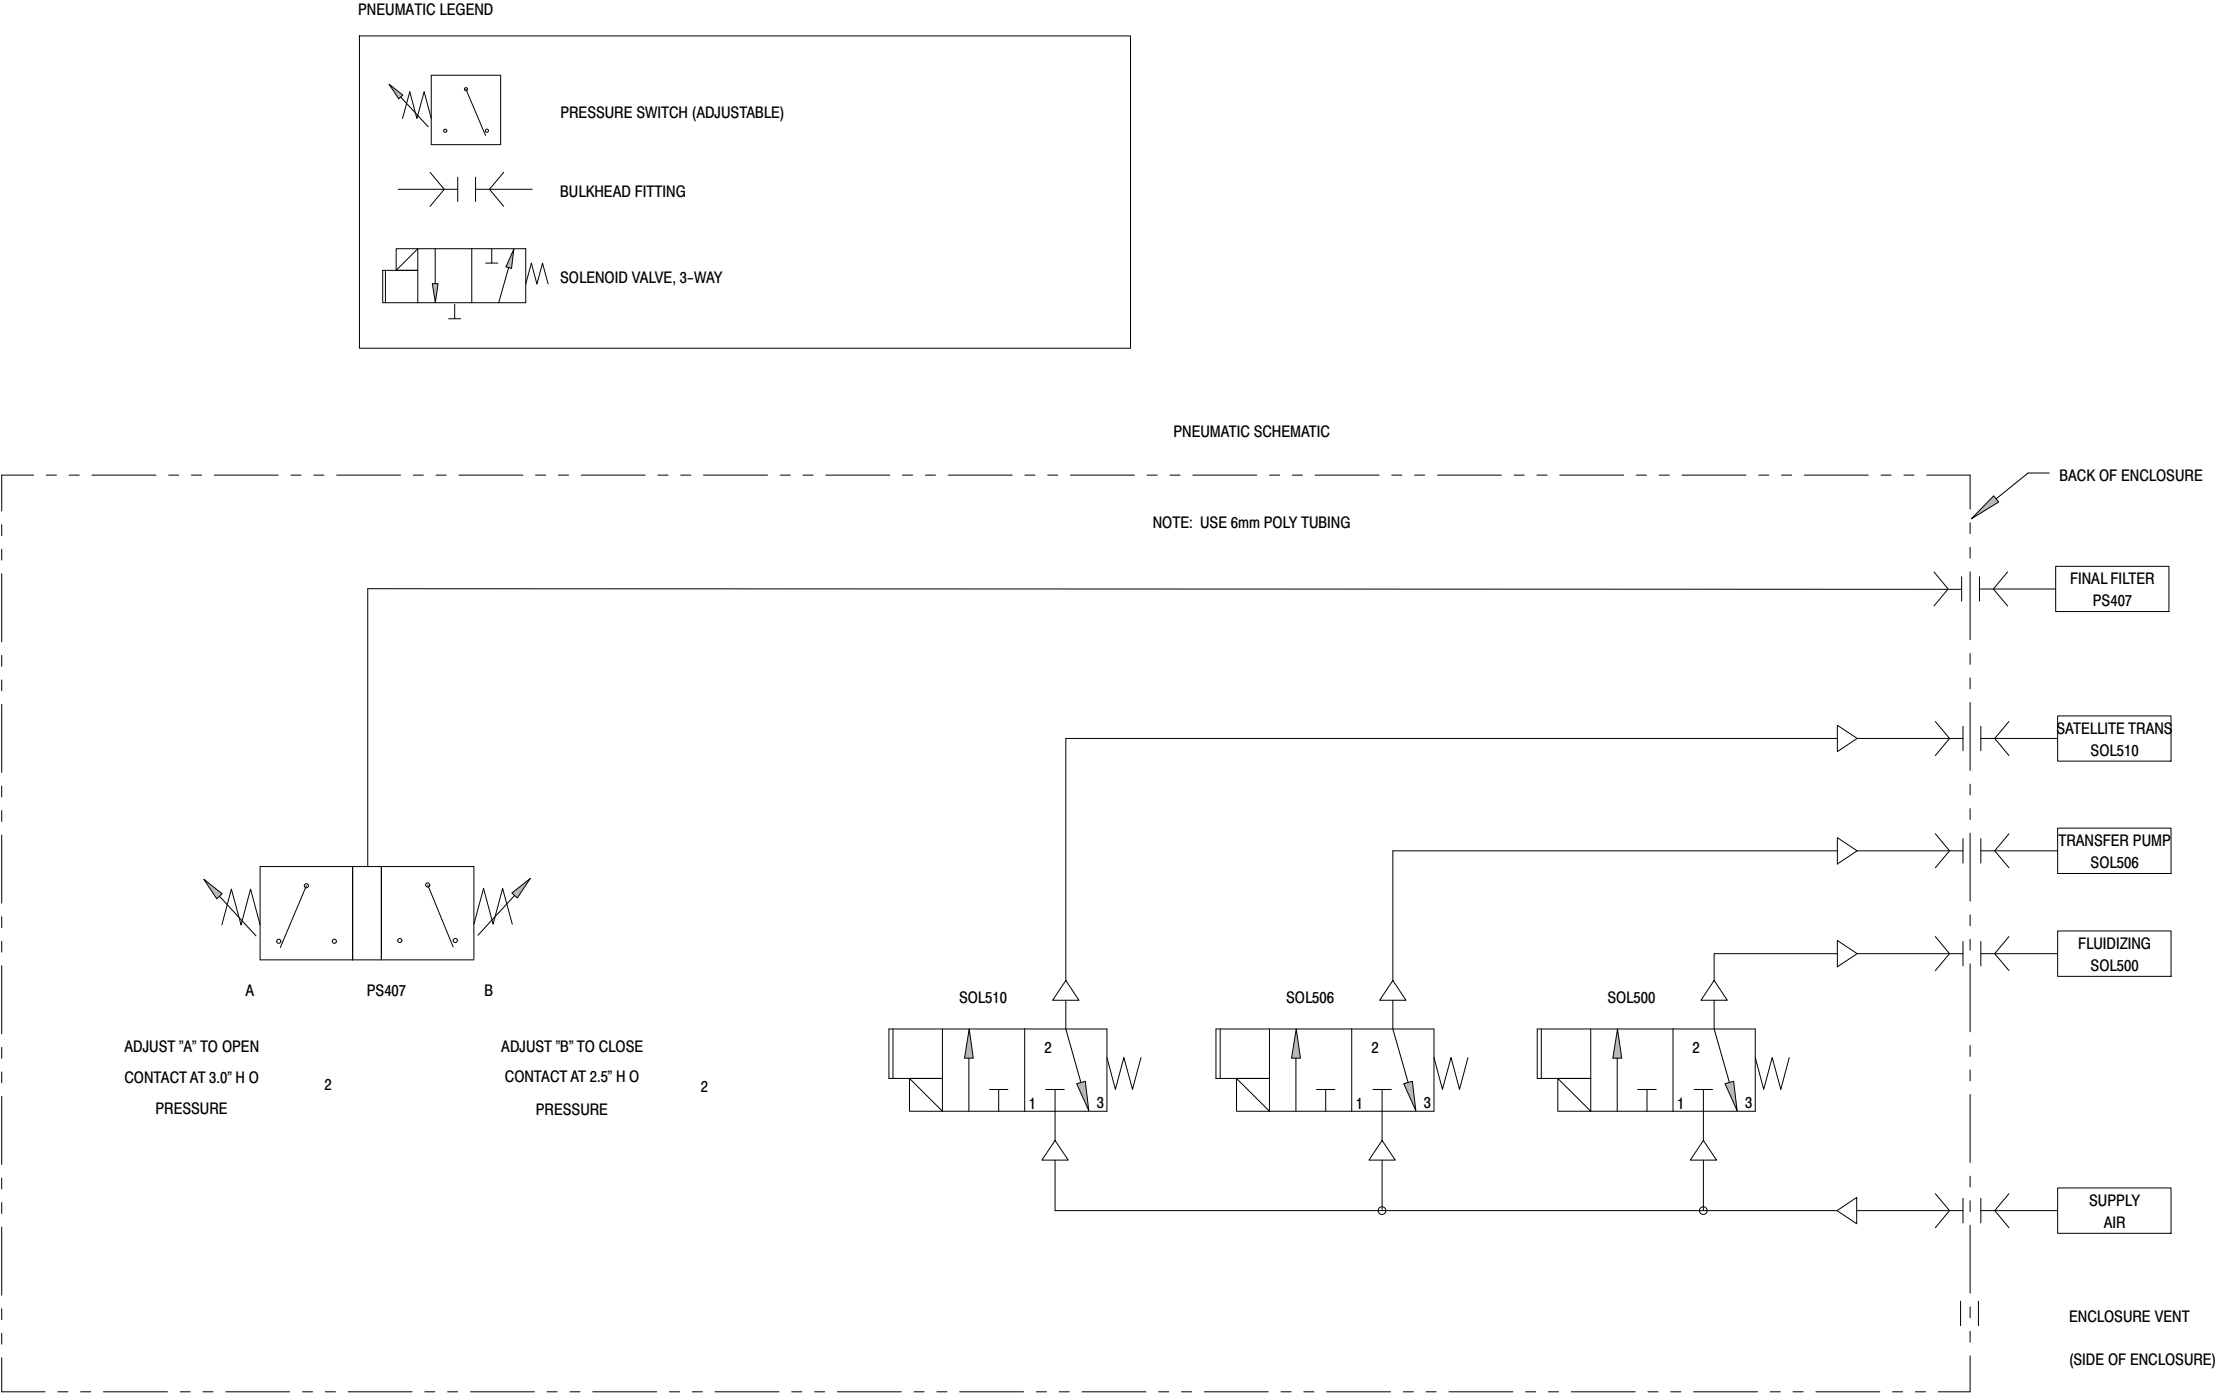 PNEUMATIC LEGEND
PRESSURE SWITCH (ADJUSTABLE)
BULKHEAD FITTING
SOLENOID VALVE, 3-WAY
PNEUMATIC SCHEMATIC
BACK OF ENCLOSURE
NOTE: USE 6mm POLY TUBING
FINAL FILTER
PS407
SATELLITE TRANS
SOL510
TRANSFER PUMP
SOL506
FLUIDIZING
SOL500
A
PS407
B
ADJUST "A" TO OPEN
CONTACT AT 3.0" H O
2
PRESSURE
ADJUST "B" TO CLOSE
CONTACT AT 2.5" H O
2
PRESSURE
SOL510
2
1
3
SOL506
2
1
3
SOL500
2
1
3
SUPPLY
AIR
ENCLOSURE VENT
(SIDE OF ENCLOSURE)